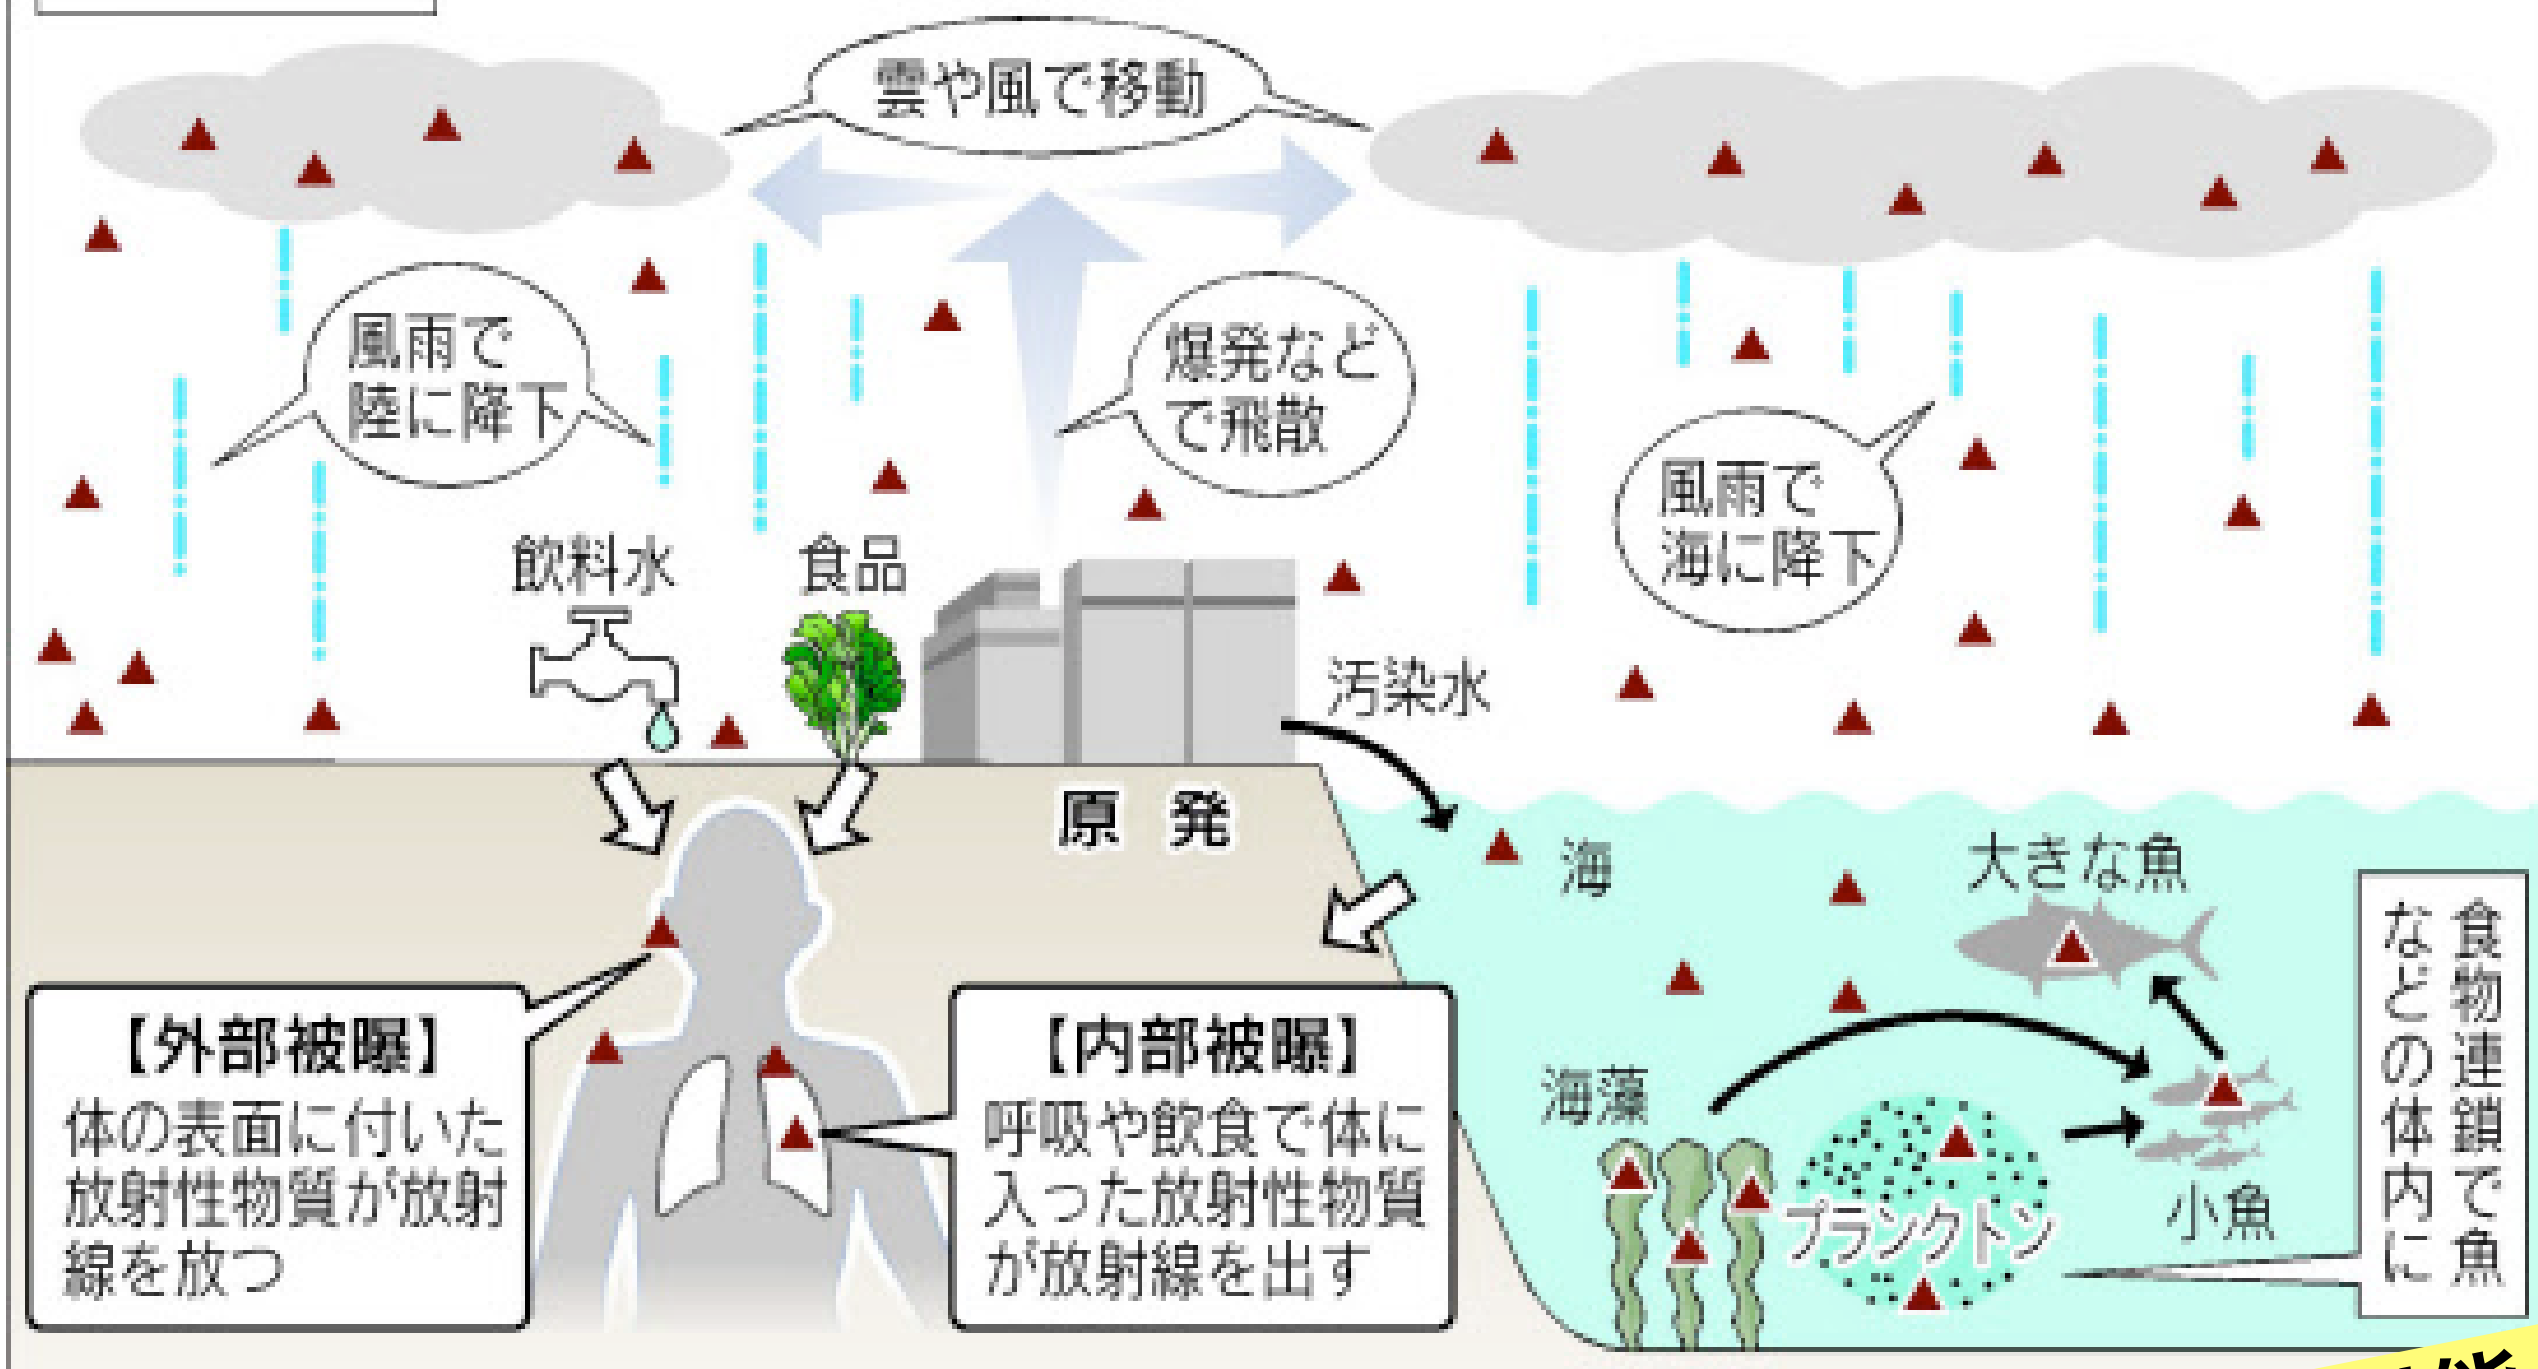 雲や風で移動
風雨で
陸に降下
爆発など
で飛散
風雨で
海に降下
飲料水
食品
汚染水
原発
海
大きな魚
食物連鎖で魚
などの体内に
【外部被曝】
体の表面に付いた
放射性物質が放射
線を放つ
【内部被曝】
呼吸や飲食で体に
入った放射性物質
が放射線を出す
海藻
プランクトン
小魚